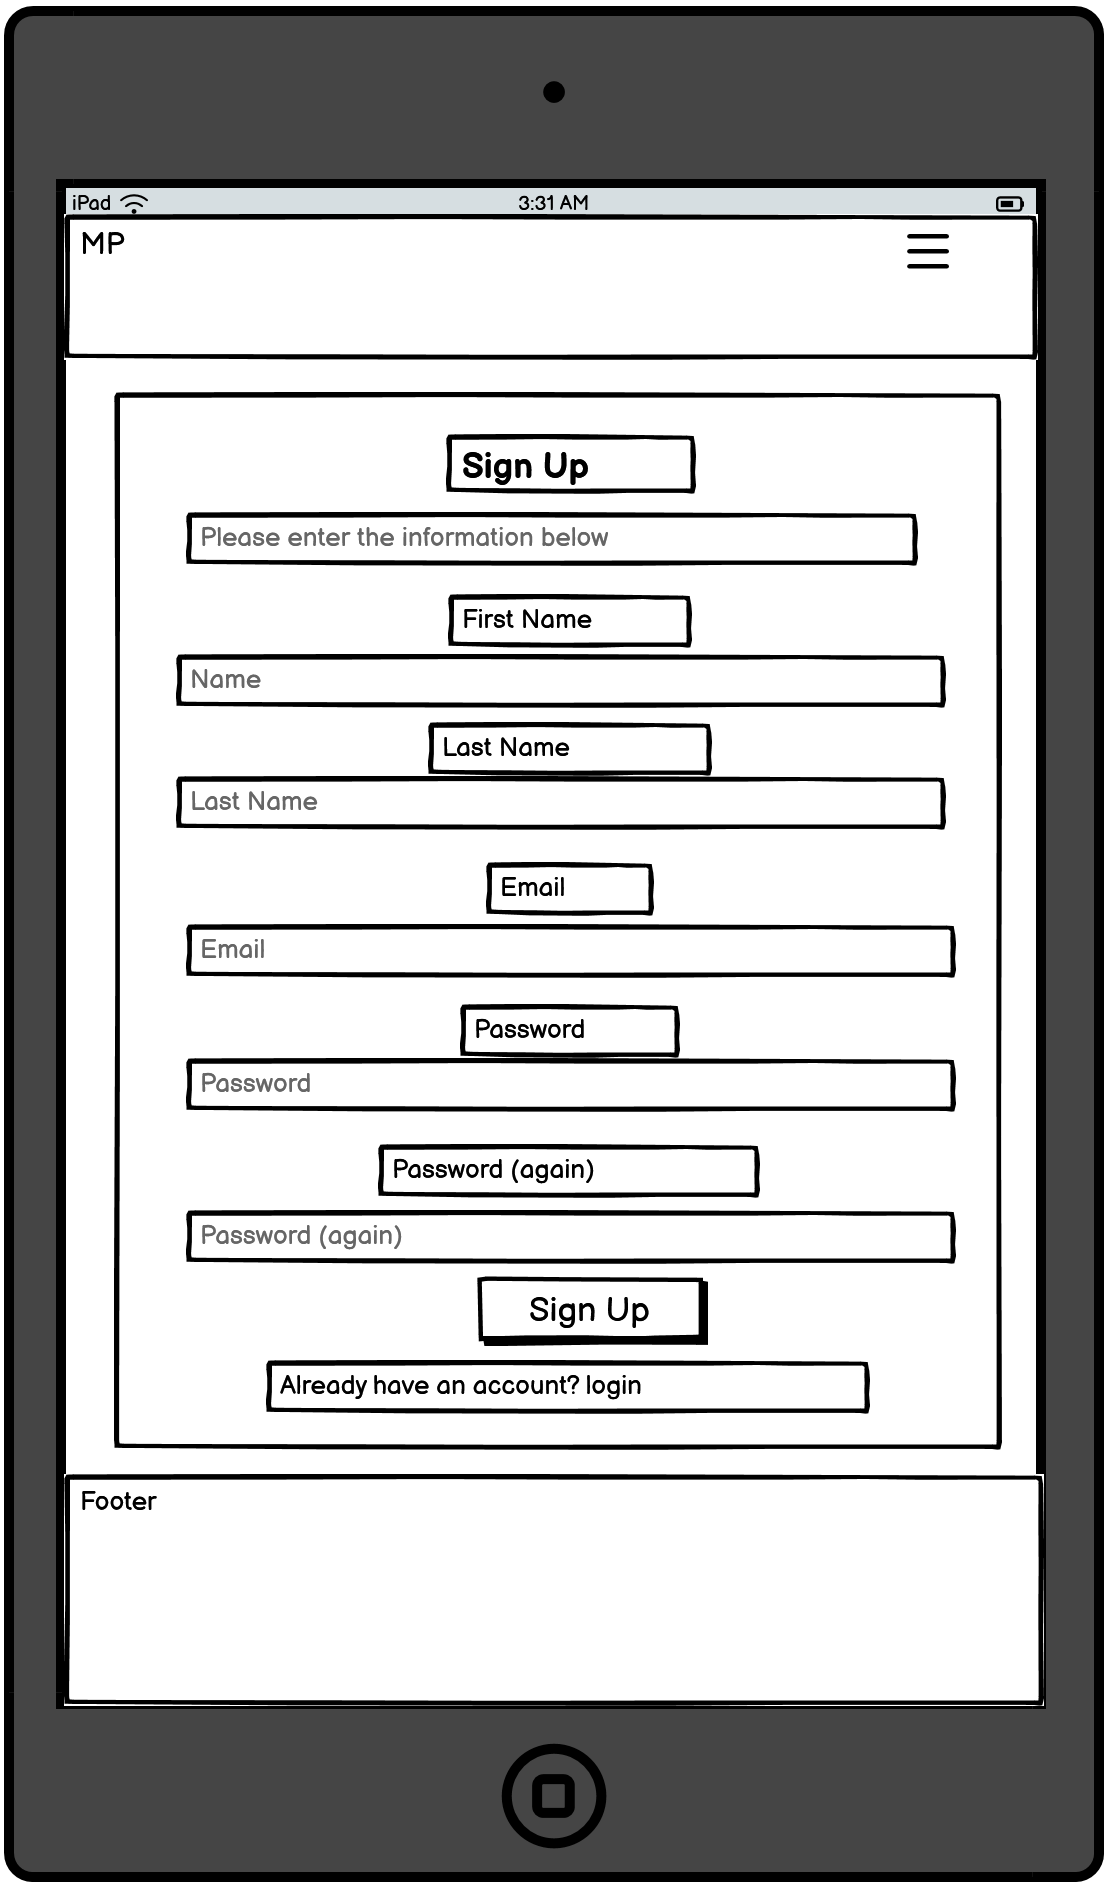 iPad 3:31 AM
MP
Sign Up
Please enter the information below
First Name
Name
Last Name
Last Name
Email
Email
Password
Password
Password (again)
Password (again)
Sign Up
Already have an account? login
Footer